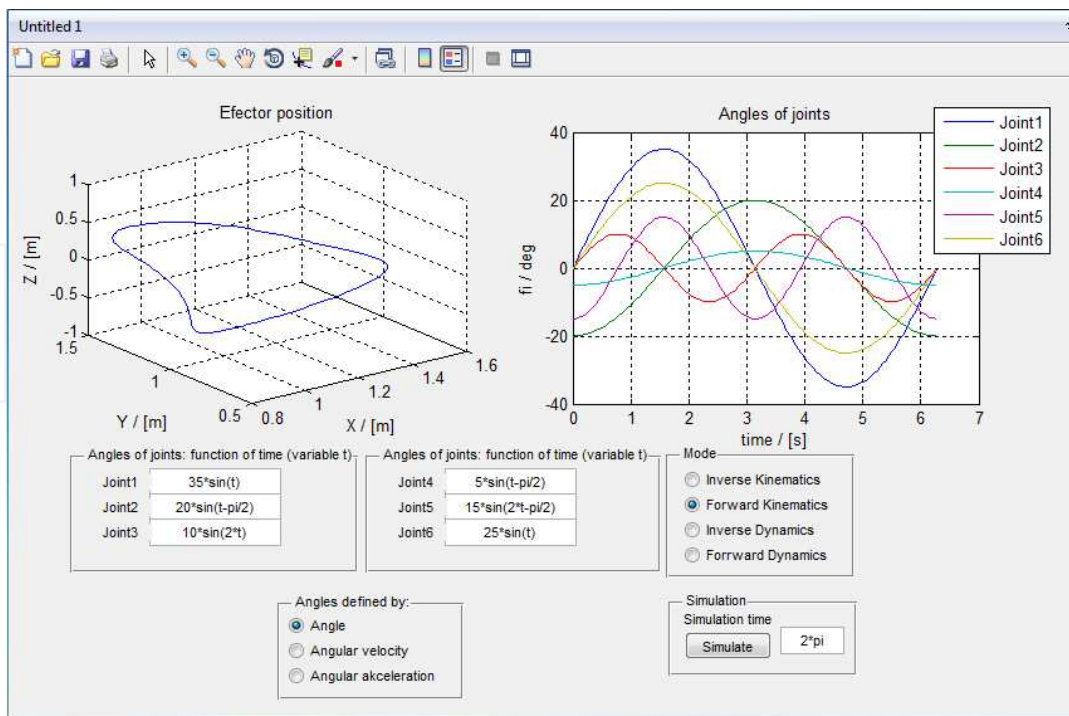 Untitled 1
Efector position
Z / [m]
1
0.5
0
-0.5
-1
1.5
1
0.5
Y / [m]
0.8
1
1.2
1.4
1.6
X / [m]
Angles of joints
fi / deg
40
20
0
-20
-40
0 1 2 3 4 5 6 7
time / [s]
Joint1
Joint2
Joint3
Joint4
Joint5
Joint6
Angles of joints: function of time (variable t)
Joint1 35*sin(t)
Joint2 20*sin(t-pi/2)
Joint3 10*sin(2*t)
Angles of joints: function of time (variable t)
Joint4 5*sin(t-pi/2)
Joint5 15*sin(2*t-pi/2)
Joint6 25*sin(t)
Mode
Inverse Kinematics
Forward Kinematics
Inverse Dynamics
Forrward Dynamics
Angles defined by:
Angle
Angular velocity
Angular akceleration
Simulation
Simulation time
Simulate 2*pi